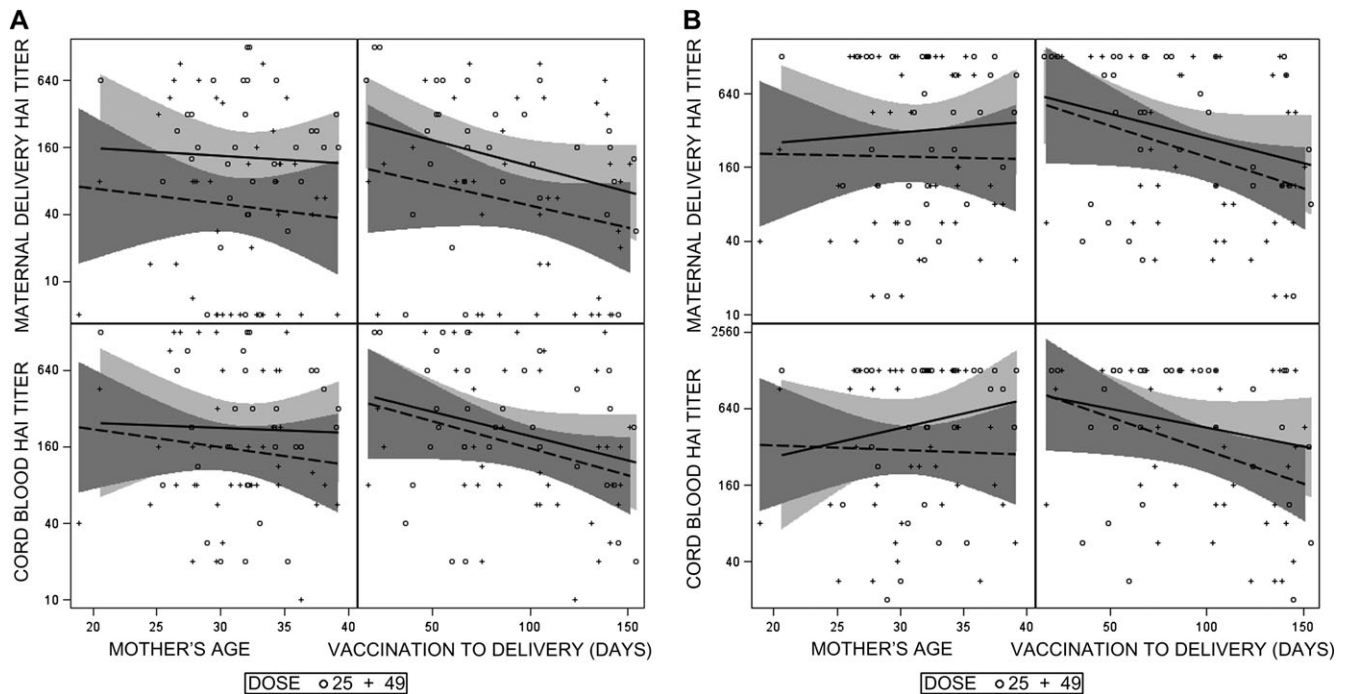 A
MATERNAL DELIVERY HAI TITER
640
160
40
10
CORD BLOOD HAI TITER
640
160
40
10
20 25 30 35 40 50 100 150
MOTHER'S AGE VACCINATION TO DELIVERY (DAYS)
DOSE 25 49
B
MATERNAL DELIVERY HAI TITER
640
160
40
10
CORD BLOOD HAI TITER
2560
640
160
40
20 25 30 35 40 50 100 150
MOTHER'S AGE VACCINATION TO DELIVERY (DAYS)
DOSE 25 49